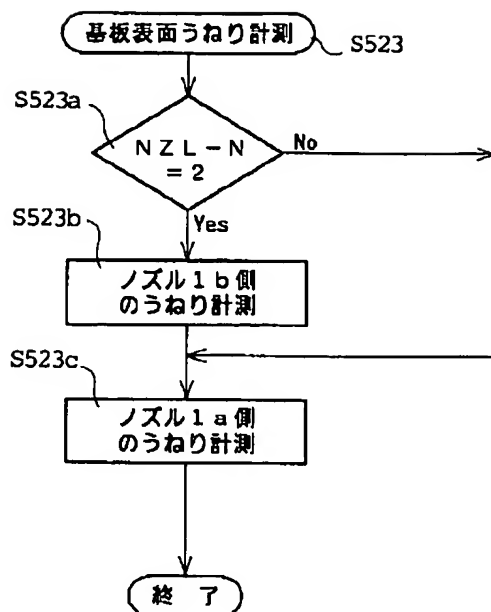 基板表面うねり計測
S523
S523a
NZL-N
=2
No
Yes
S523b
ノズル1b側
のうねり計測
S523c
ノズル1a側
のうねり計測
終 了